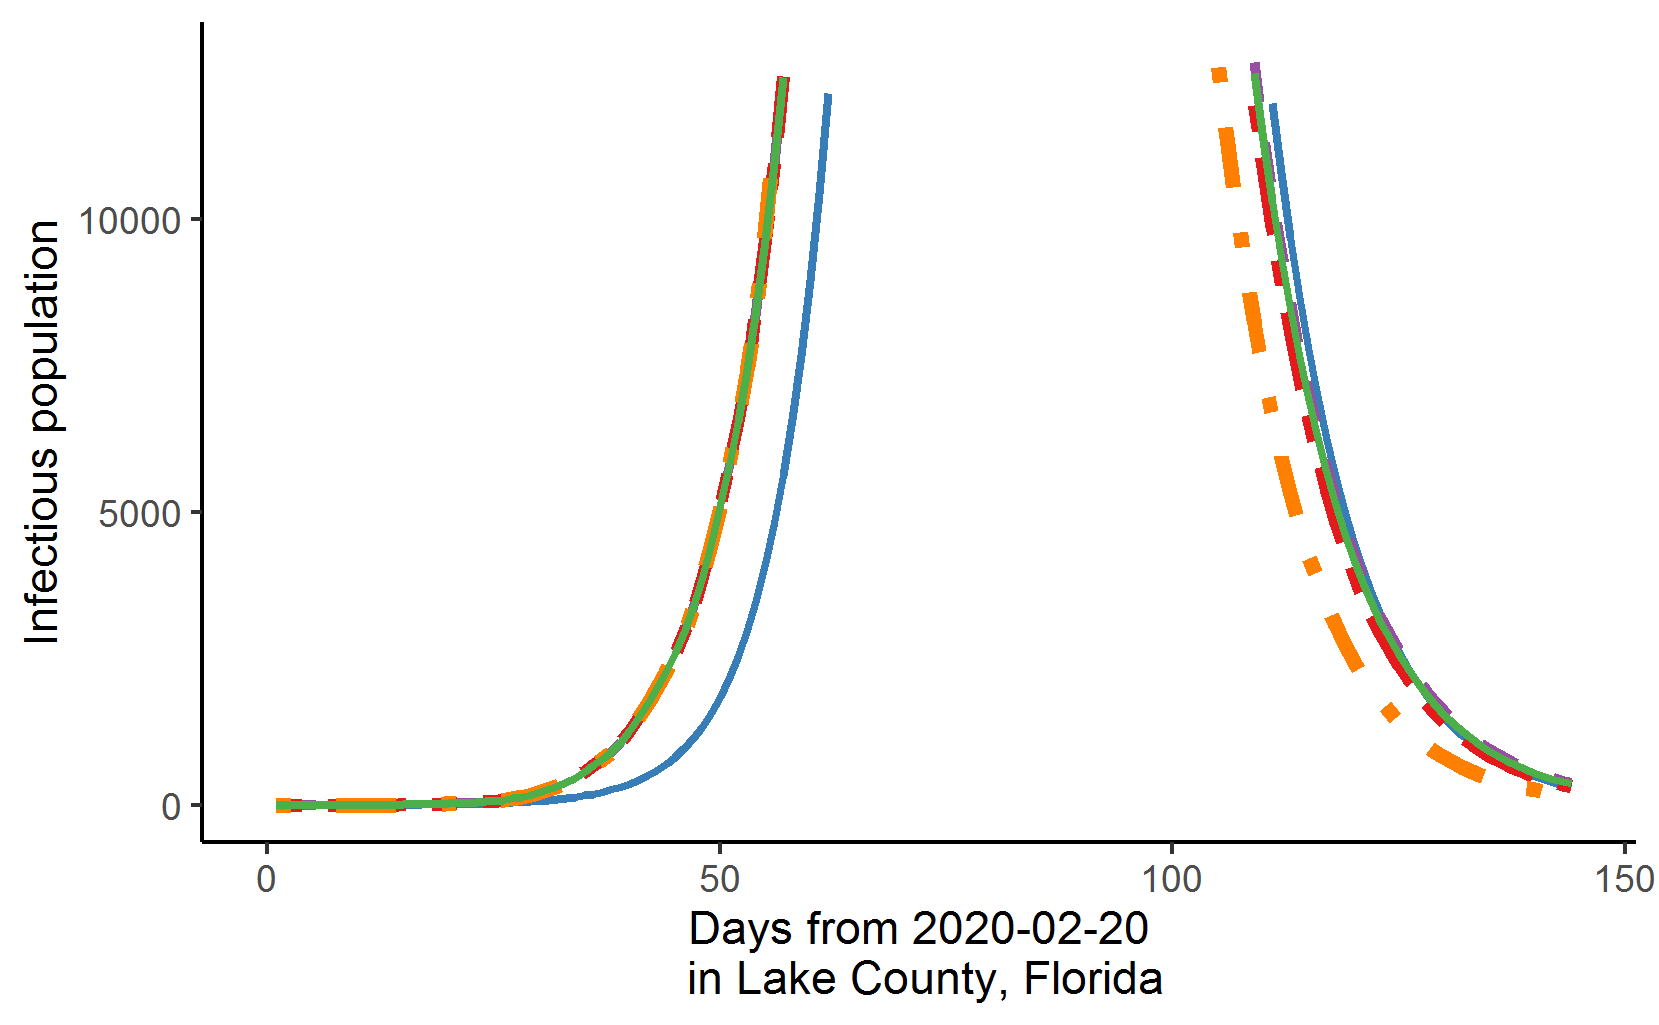 Infectious population
10000
5000
0
0 50 100 150
Days from 2020-02-20
in Lake County, Florida